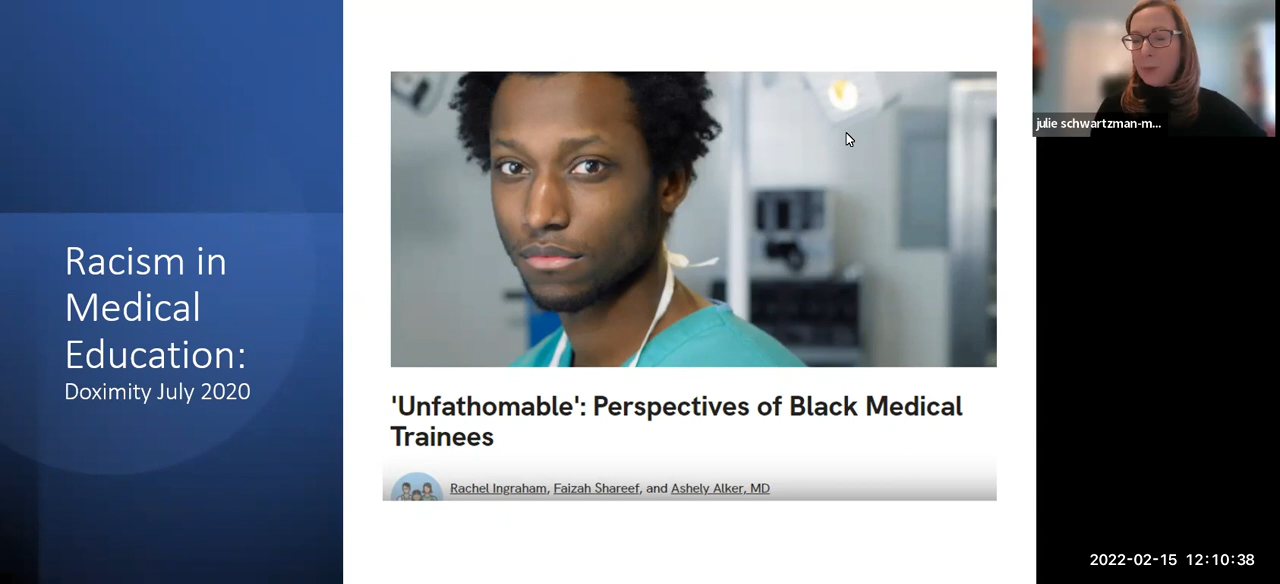 Racism in
Medical
Education:
Doximity July 2020
'Unfathomable': Perspectives of Black Medical
Trainees
Rachel Ingraham, Faizah Shareef, and Ashely Alker, MD
julie schwartzman-m...
2022-02-15 12:10:38